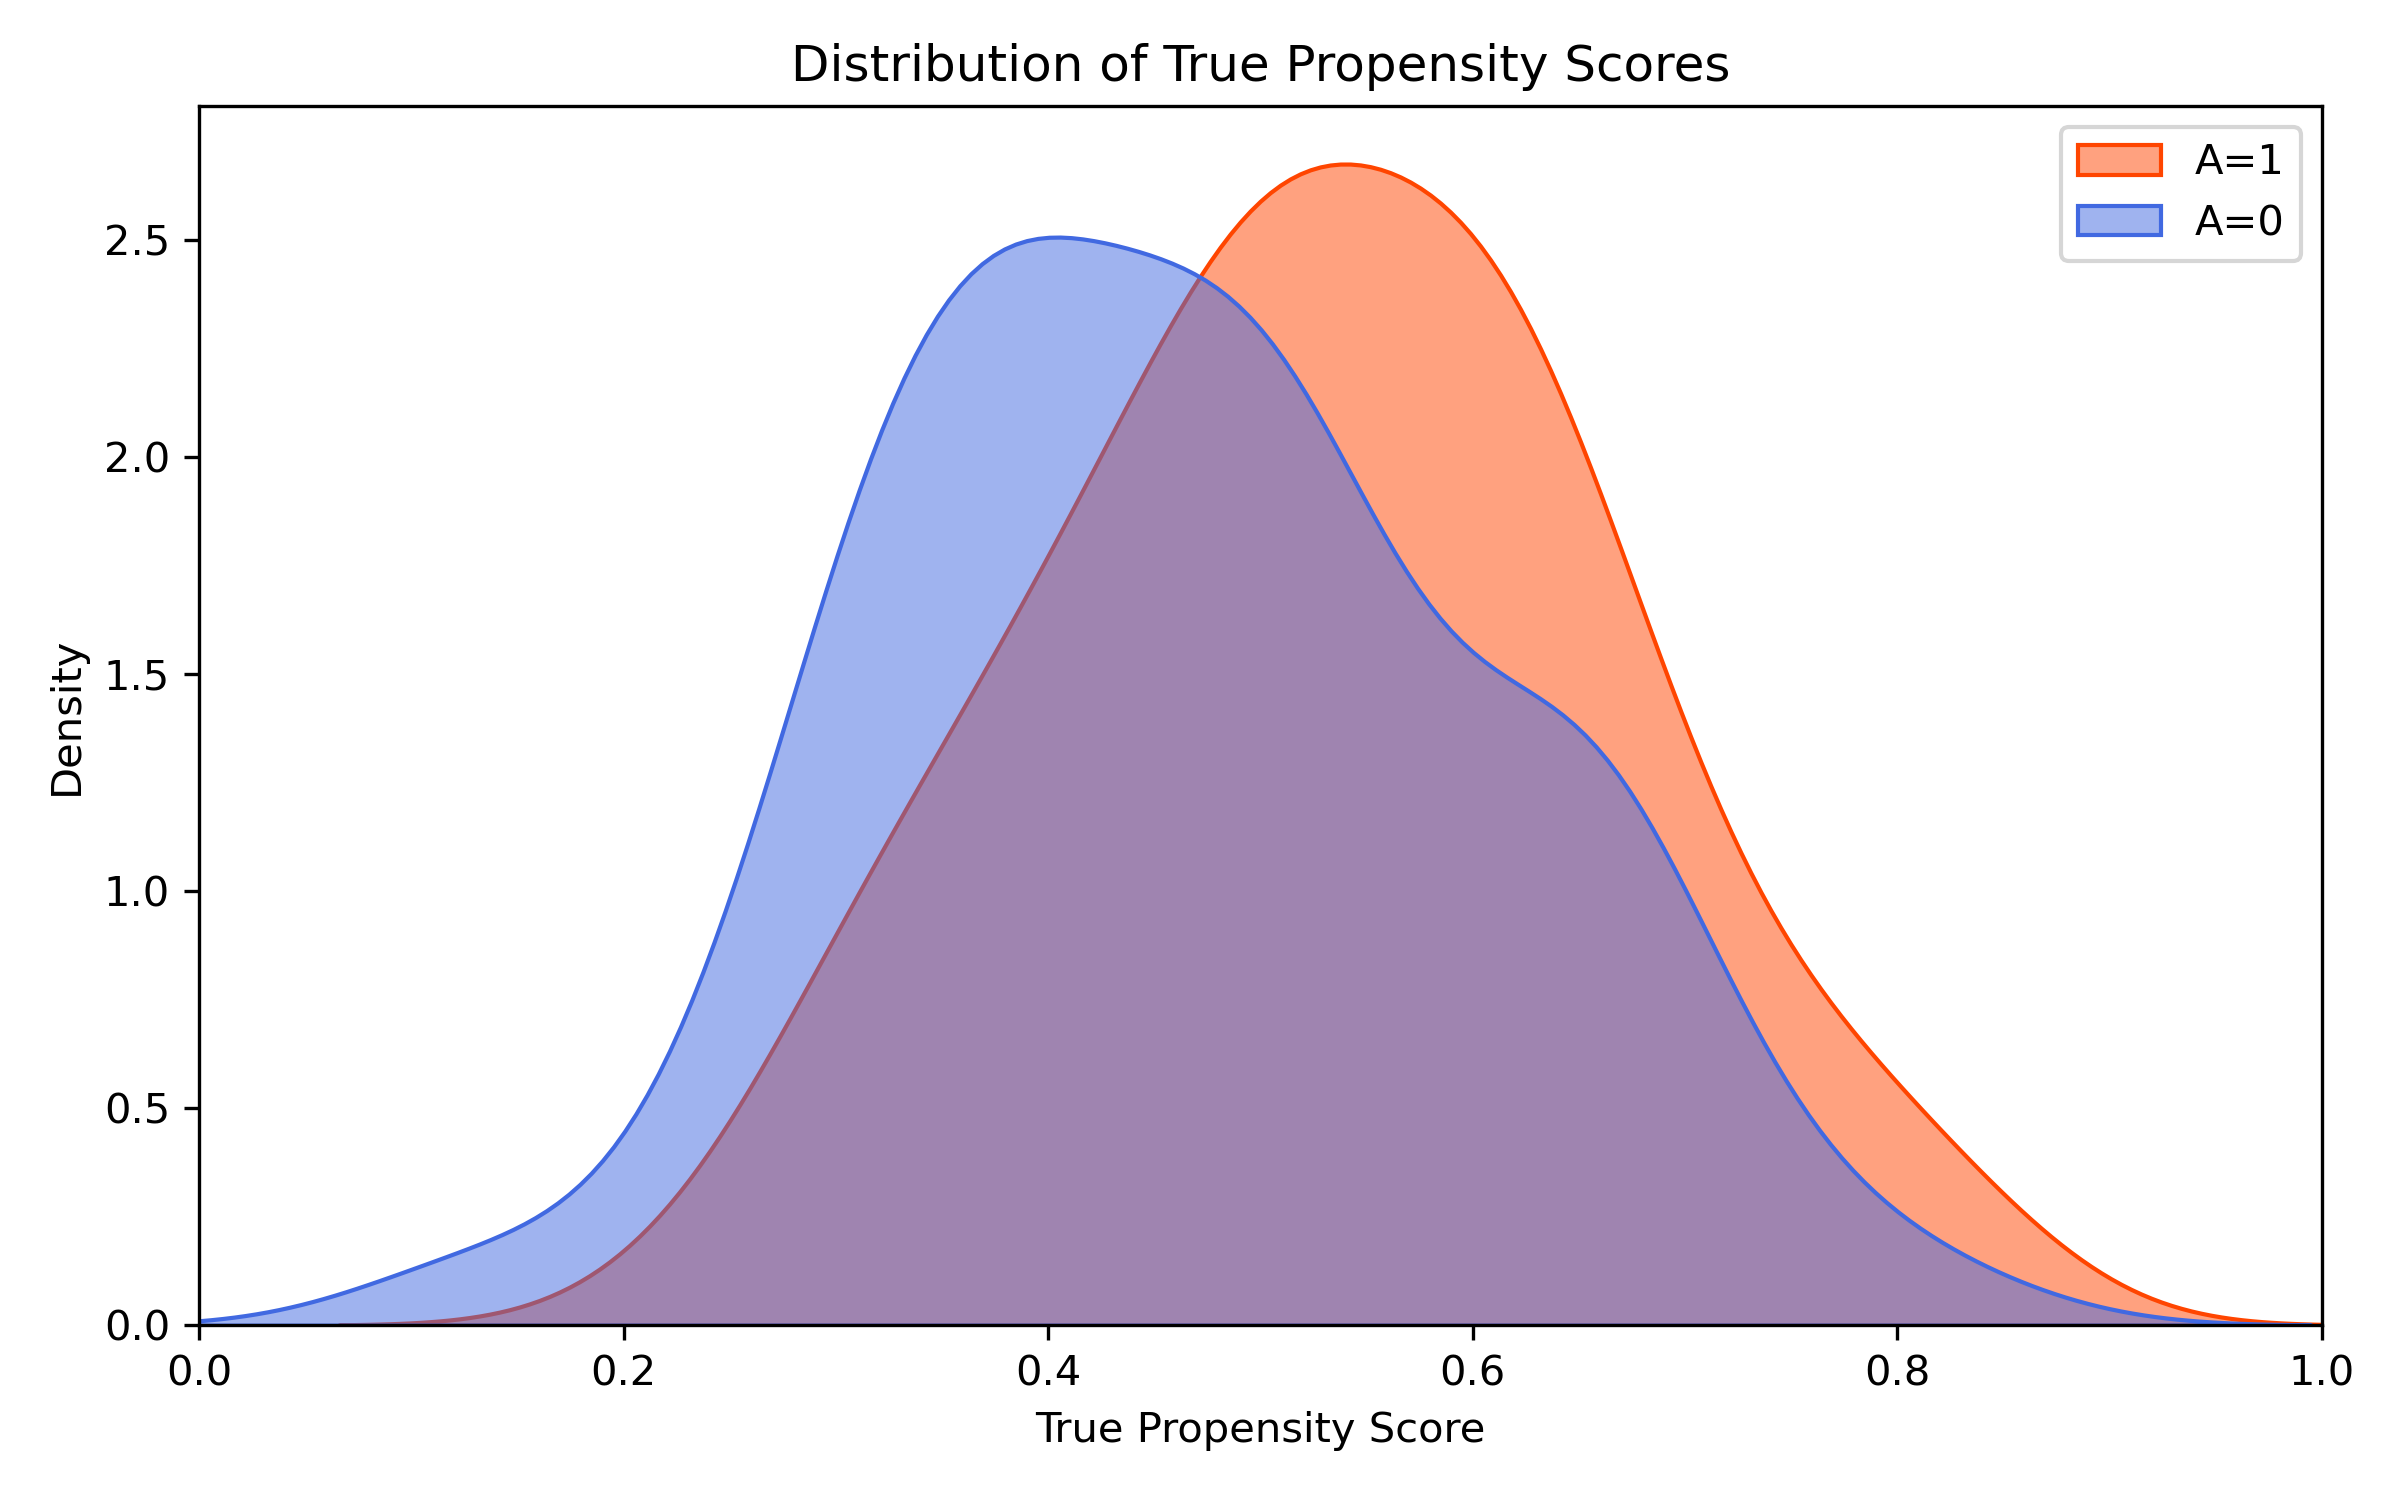 Distribution of True Propensity Scores
A=1
A=0
Density
2.5
2.0
1.5
1.0
0.5
0.0
0.0 0.2 0.4 0.6 0.8 1.0
True Propensity Score